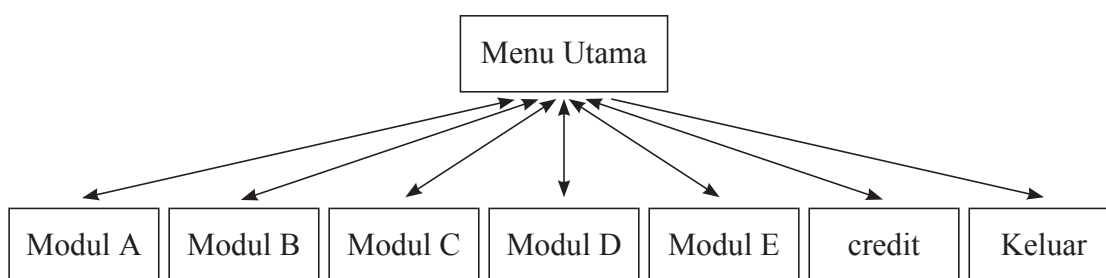 Menu Utama
Modul A
Modul B
Modul C
Modul D
Modul E
credit
Keluar